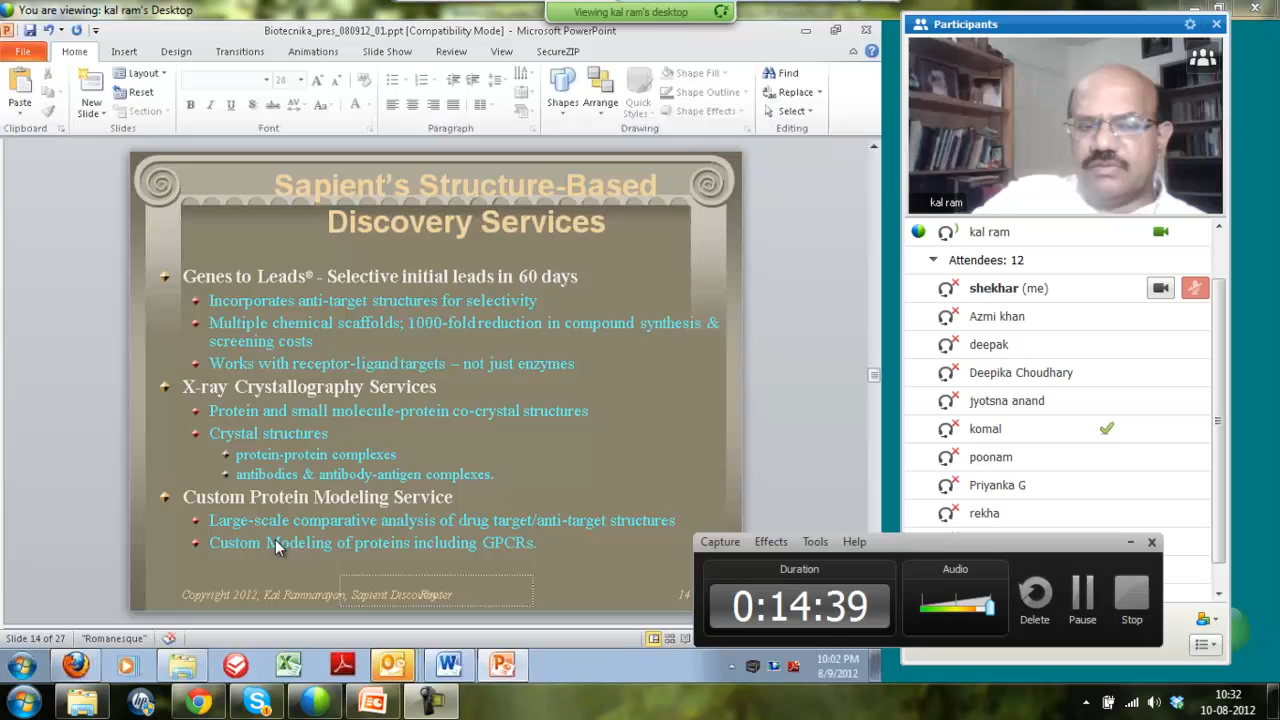 You are viewing: kal ram's Desktop
Viewing kal ram's desktop
[Compatibility Mode] - Microsoft PowerPoint
File
Home
Insert
Design
Transitions
Animations
Slide Show
Review
View
SecureZIP
Paste
Clipboard
New
Slide
Layout
Reset
Section
Slides
28
Font
Paragraph
Shapes
Arrange
Quick
Styles
Shape Fill
Shape Outline
Shape Effects
Drawing
Find
Replace
Select
Editing
Sapient's Structure-Based
Discovery Services
Genes to Leads® - Selective initial leads in 60 days
Incorporates anti-target structures for selectivity
Multiple chemical scaffolds; 1000-fold reduction in compound synthesis &
screening costs
Works with receptor-ligand targets – not just enzymes
X-ray Crystallography Services
Protein and small molecule-protein co-crystal structures
Crystal structures
protein-protein complexes
antibodies & antibody-antigen complexes.
Custom Protein Modeling Service
Large-scale comparative analysis of drug target/anti-target structures
Custom Modeling of proteins including GPCRs.
Copyright 2012, Kal Ramnarayan, Sapient Discovery
14
Slide 14 of 27
"Romanesque"
10:02 PM
8/9/2012
Participants
kal ram
kal ram
Attendees: 12
shekhar (me)
Azmi khan
deepak
Deepika Choudhary
jyotsna anand
komal
poonam
Priyanka G
rekha
Capture
Effects
Tools
Help
Duration
0:14:39
Audio
Delete
Pause
Stop
10:32
10-08-2012